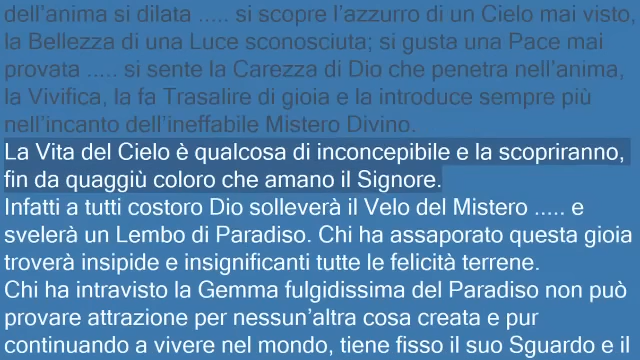 dell’anima si dilata ..... si scopre l’azzurro di un Cielo mai visto,
la Bellezza di una Luce sconosciuta; si gusta una Pace mai
provata ..... si sente la Carezza di Dio che penetra nell’anima,
la Vivifica, la fa Trasalire di gioia e la introduce sempre più
nell’incanto dell’ineffabile Mistero Divino.
La Vita del Cielo è qualcosa di inconcepibile e la scopriranno,
fin da quaggiù coloro che amano il Signore.
Infatti a tutti costoro Dio solleverà il Velo del Mistero ..... e
svelerà un Lembo di Paradiso. Chi ha assaporato questa gioia
troverà insipide e insignificanti tutte le felicità terrene.
Chi ha intravisto la Gemma fulgidissima del Paradiso non può
provare attrazione per nessun’altra cosa creata e pur
continuando a vivere nel mondo, tiene fisso il suo Sguardo e il